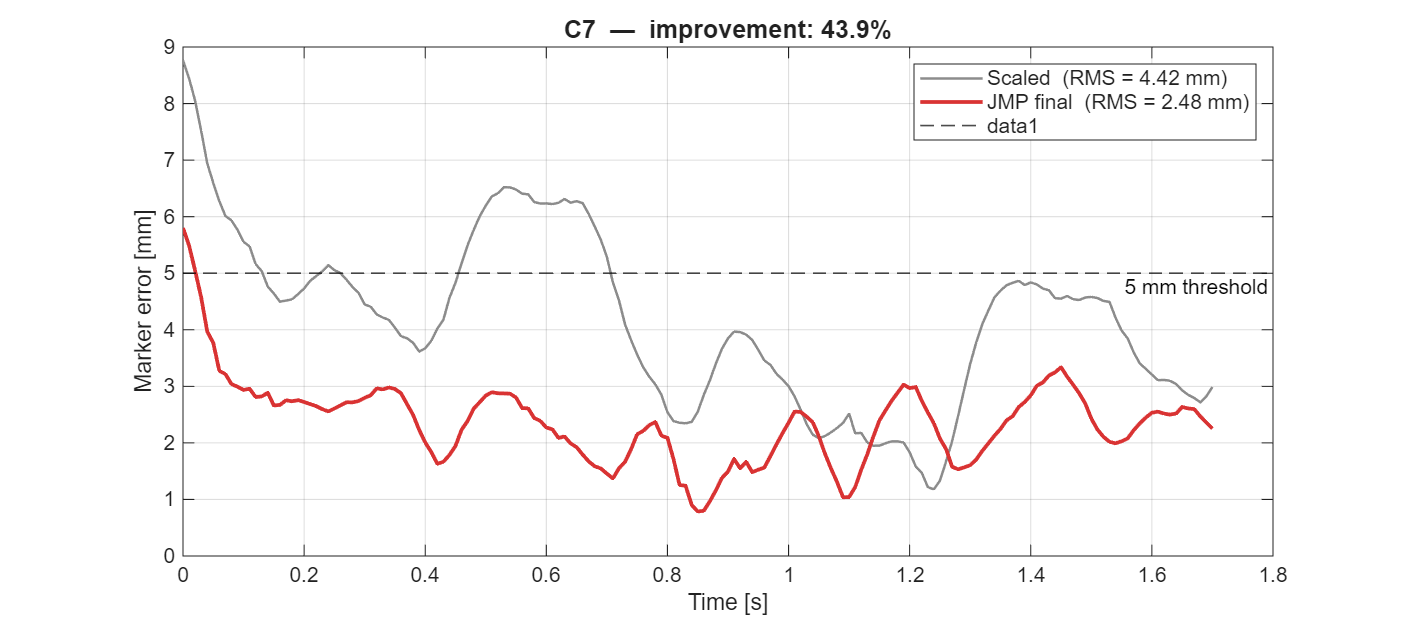 C7 — improvement: 43.9%
9
8
7
6
5
4
3
2
1
0
Marker error [mm]
Scaled (RMS = 4.42 mm)
JMP final (RMS = 2.48 mm)
data1
5 mm threshold
0 0.2 0.4 0.6 0.8 1 1.2 1.4 1.6 1.8
Time [s]